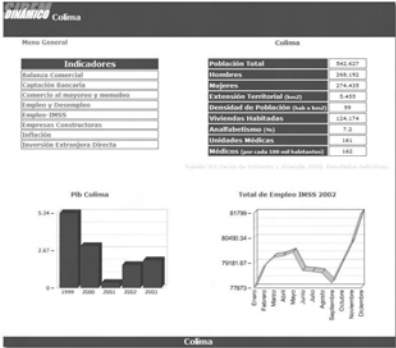 DINÁMICO Colima
Menu General
Colima
Indicadores
Balanza Comercial
Captación Bancaria
Comercio al mayoreo y menudeo
Empleo y Desempleo
Empleo-IMSS
Empresas Constructoras
Inflación
Inversión Extranjera Directa
Población Total 542.627
Hombres 268.192
Mujeres 274.435
Extensión Territorial (km2) 5.455
Densidad de Población (hab x km2) 99
Viviendas Habitadas 124.174
Analfabetismo (%) 7.2
Unidades Médicas 161
Médicos (por cada 100 mil habitantes) 162
Pib Colima
5.34
2.67
0
1999 2000 2001 2002 2003
Total de Empleo IMSS 2002
81799
80490.34
79181.67
77873
Enero
Febrero
Marzo
Abril
Mayo
Junio
Julio
Agosto
Septiembre
Octubre
Noviembre
Diciembre
Colima